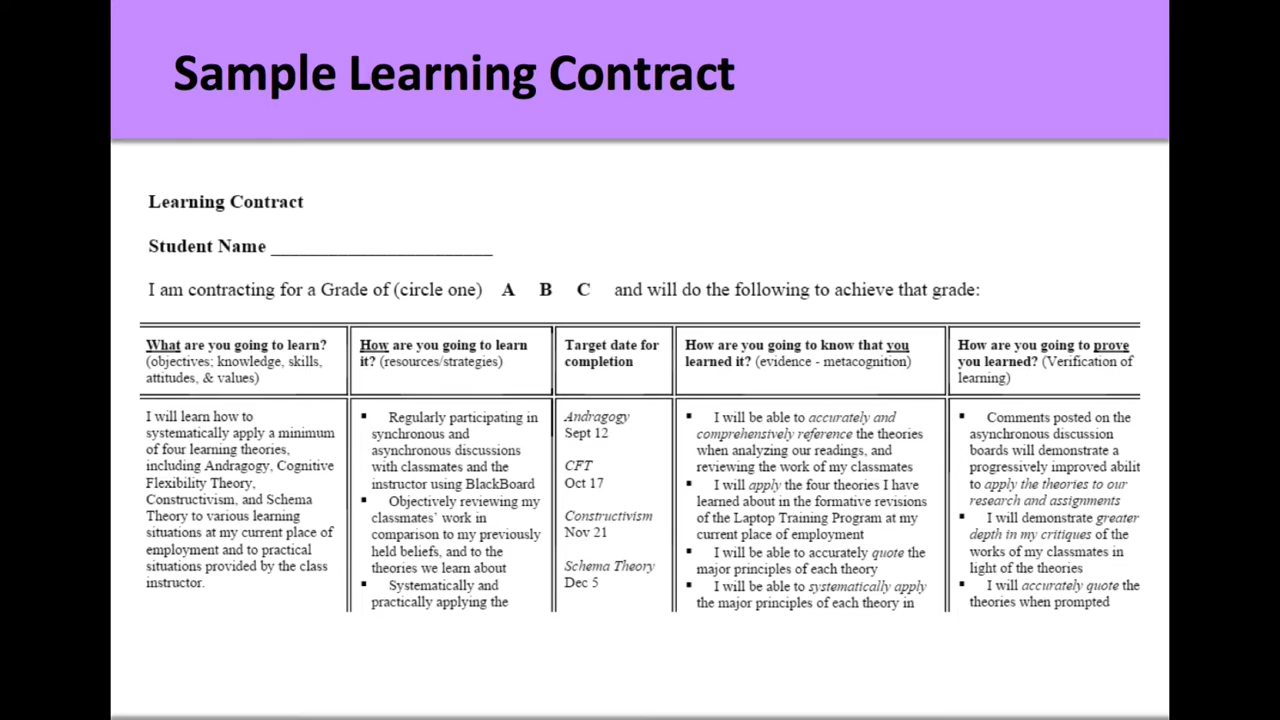 Sample Learning Contract
Learning Contract
Student Name ______________________
I am contracting for a Grade of (circle one) A B C and will do the following to achieve that grade:
What are you going to learn?
(objectives; knowledge, skills,
attitudes, & values)
How are you going to learn
it? (resources/strategies)
Target date for
completion
How are you going to know that you
learned it? (evidence - metacognition)
How are you going to prove
you learned? (Verification of
learning)
I will learn how to
systematically apply a minimum
of four learning theories,
including Andragogy, Cognitive
Flexibility Theory,
Constructivism, and Schema
Theory to various learning
situations at my current place of
employment and to practical
situations provided by the class
instructor.
▪ Regularly participating in
synchronous and
asynchronous discussions
with classmates and the
instructor using BlackBoard
▪ Objectively reviewing my
classmates' work in
comparison to my previously
held beliefs, and to the
theories we learn about
▪ Systematically and
practically applying the
Andragogy
Sept 12
CFT
Oct 17
Constructivism
Nov 21
Schema Theory
Dec 5
▪ I will be able to accurately and
comprehensively reference the theories
when analyzing our readings, and
reviewing the work of my classmates
▪ I will apply the four theories I have
learned about in the formative revisions
of the Laptop Training Program at my
current place of employment
▪ I will be able to accurately quote the
major principles of each theory
▪ I will be able to systematically apply
the major principles of each theory in
▪ Comments posted on the
asynchronous discussion
boards will demonstrate a
progressively improved abilit
to apply the theories to our
research and assignments
▪ I will demonstrate greater
depth in my critiques of the
works of my classmates in
light of the theories
▪ I will accurately quote the
theories when prompted